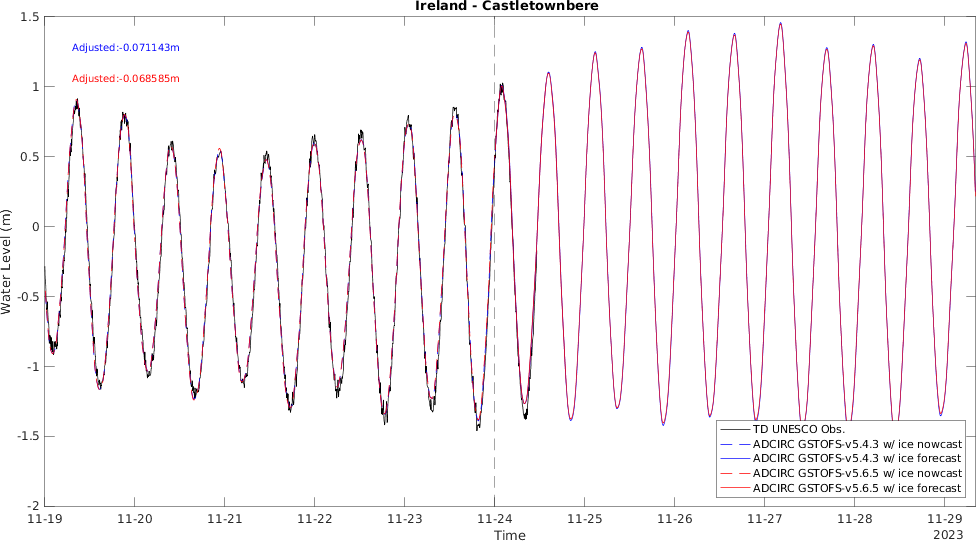 Ireland - Castletownbere
Adjusted:-0.071143m
Adjusted:-0.068585m
Water Level (m)
1.5
1
0.5
0
-0.5
-1
-1.5
-2
TD UNESCO Obs.
ADCIRC GSTOFS-v5.4.3 w/ ice nowcast
ADCIRC GSTOFS-v5.4.3 w/ ice forecast
ADCIRC GSTOFS-v5.6.5 w/ ice nowcast
ADCIRC GSTOFS-v5.6.5 w/ ice forecast
11-19 11-20 11-21 11-22 11-23 11-24 11-25 11-26 11-27 11-28 11-29
Time
2023